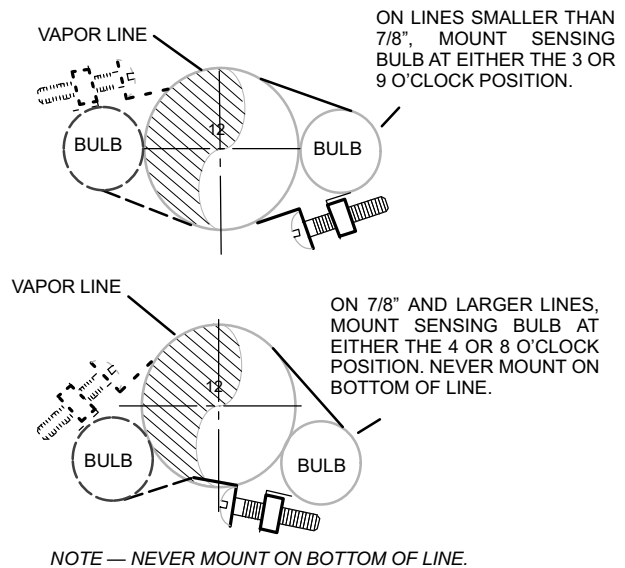 ON LINES SMALLER THAN
7/8”, MOUNT SENSING
BULB AT EITHER THE 3 OR
9 O’CLOCK POSITION.
VAPOR LINE
12
BULB
BULB
VAPOR LINE
ON 7/8” AND LARGER LINES,
MOUNT SENSING BULB AT
EITHER THE 4 OR 8 O’CLOCK
POSITION. NEVER MOUNT ON
BOTTOM OF LINE.
12
BULB
BULB
NOTE — NEVER MOUNT ON BOTTOM OF LINE.